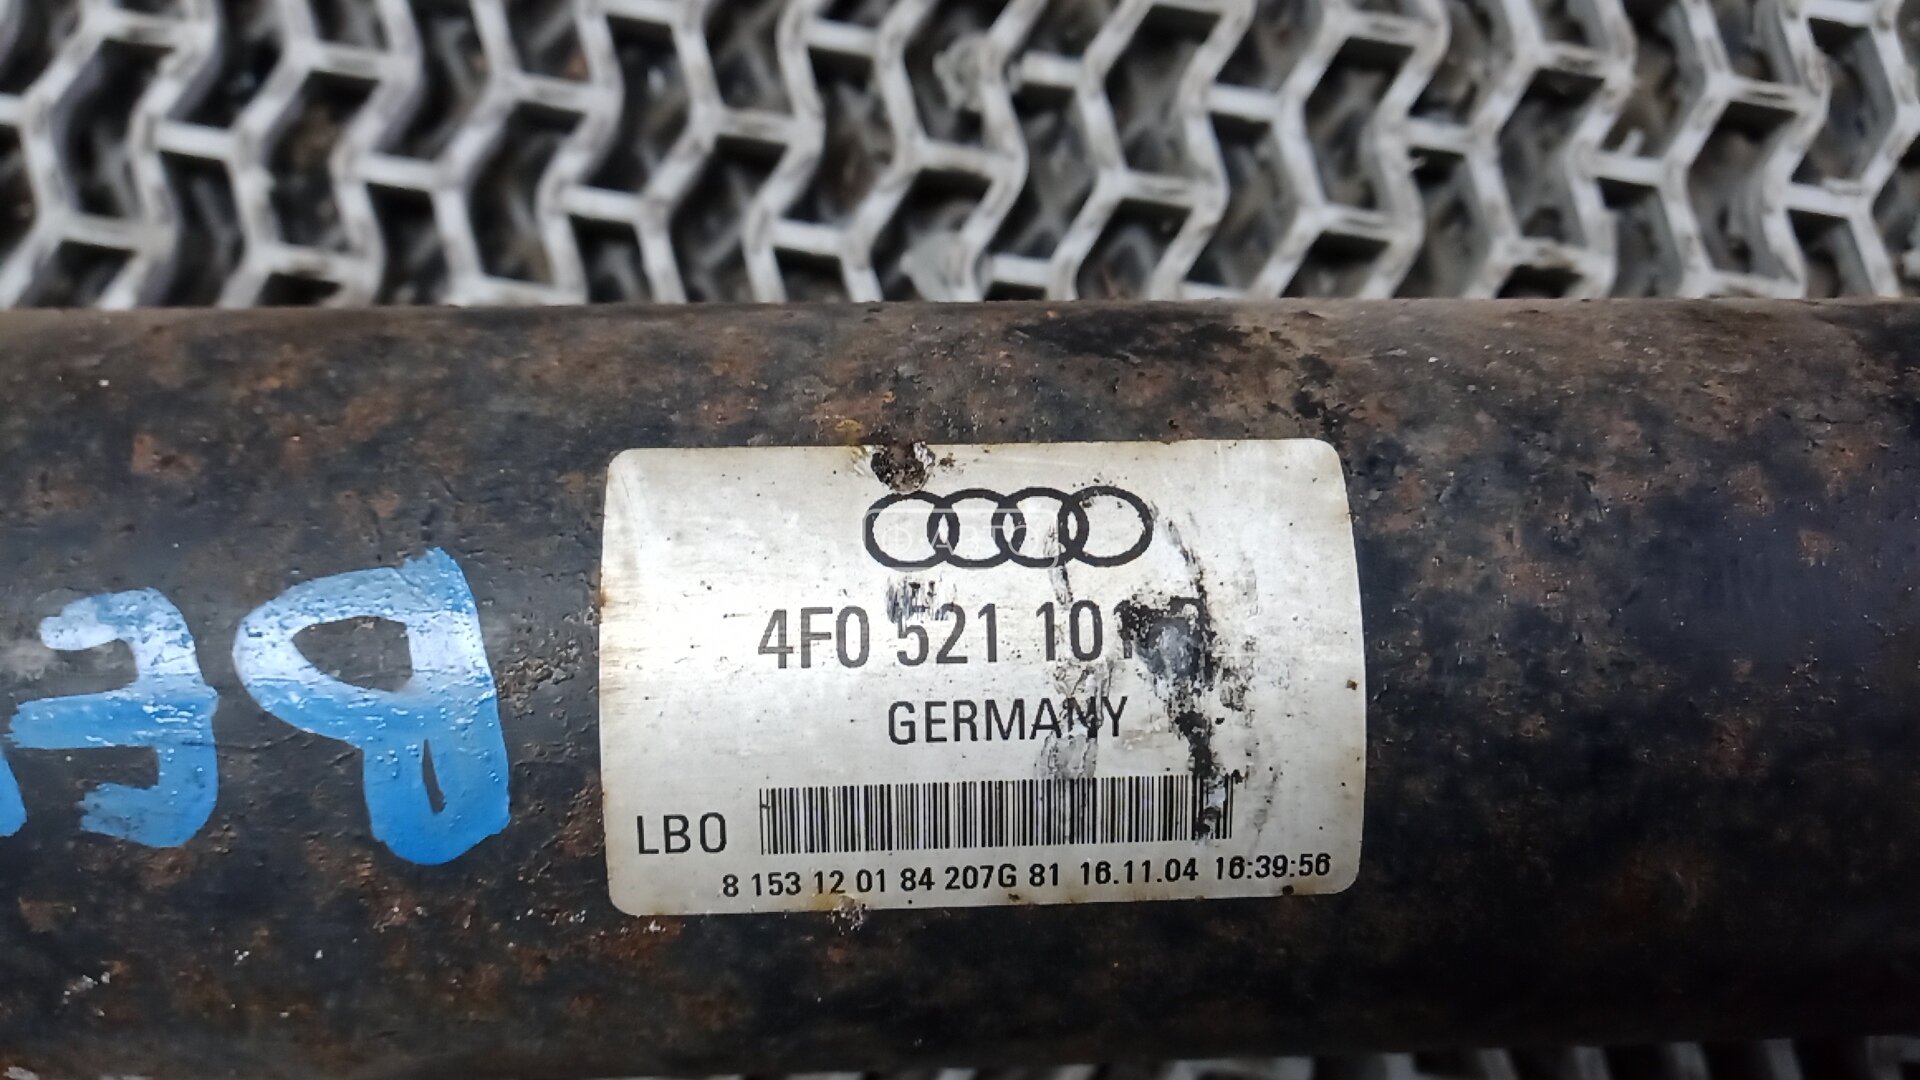 4F0 521 101
GERMANY
LBO
8 153 12 01 84 207G 81 16.11.04 16:39:56